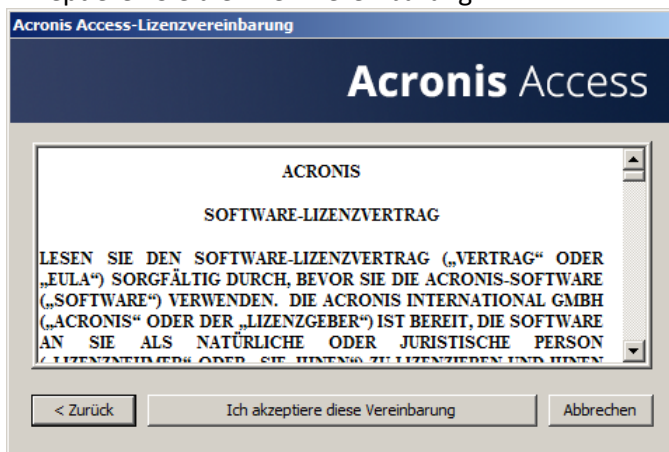 Acronis Access-Lizenzvereinbarung
Acronis Access
ACRONIS
SOFTWARE-LIZENZVERTRAG
LESEN SIE DEN SOFTWARE-LIZENZVERTRAG („VERTRAG“ ODER
„EULA“) SORGFÄLTIG DURCH, BEVOR SIE DIE ACRONIS-SOFTWARE
(„SOFTWARE“) VERWENDEN. DIE ACRONIS INTERNATIONAL GMBH
(„ACRONIS“ ODER DER „LIZENZGEBER“) IST BEREIT, DIE SOFTWARE
AN SIE ALS NATÜRLICHE ODER JURISTISCHE PERSON
< Zurück
Ich akzeptiere diese Vereinbarung
Abbrechen